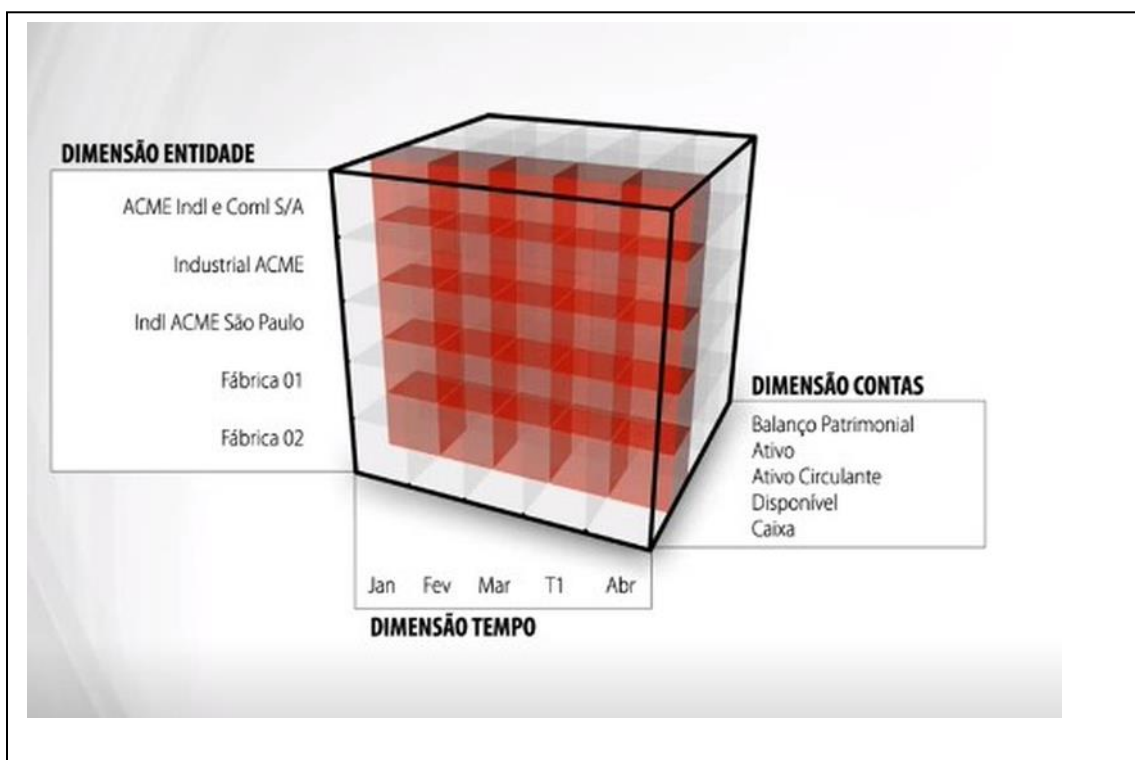 DIMENSÃO ENTIDADE
ACME Indl e Coml S/A
Industrial ACME
Indl ACME São Paulo
Fábrica 01
Fábrica 02
DIMENSÃO CONTAS
Balanço Patrimonial
Ativo
Ativo Circulante
Disponível
Caixa
Jan Fev Mar T1 Abr
DIMENSÃO TEMPO